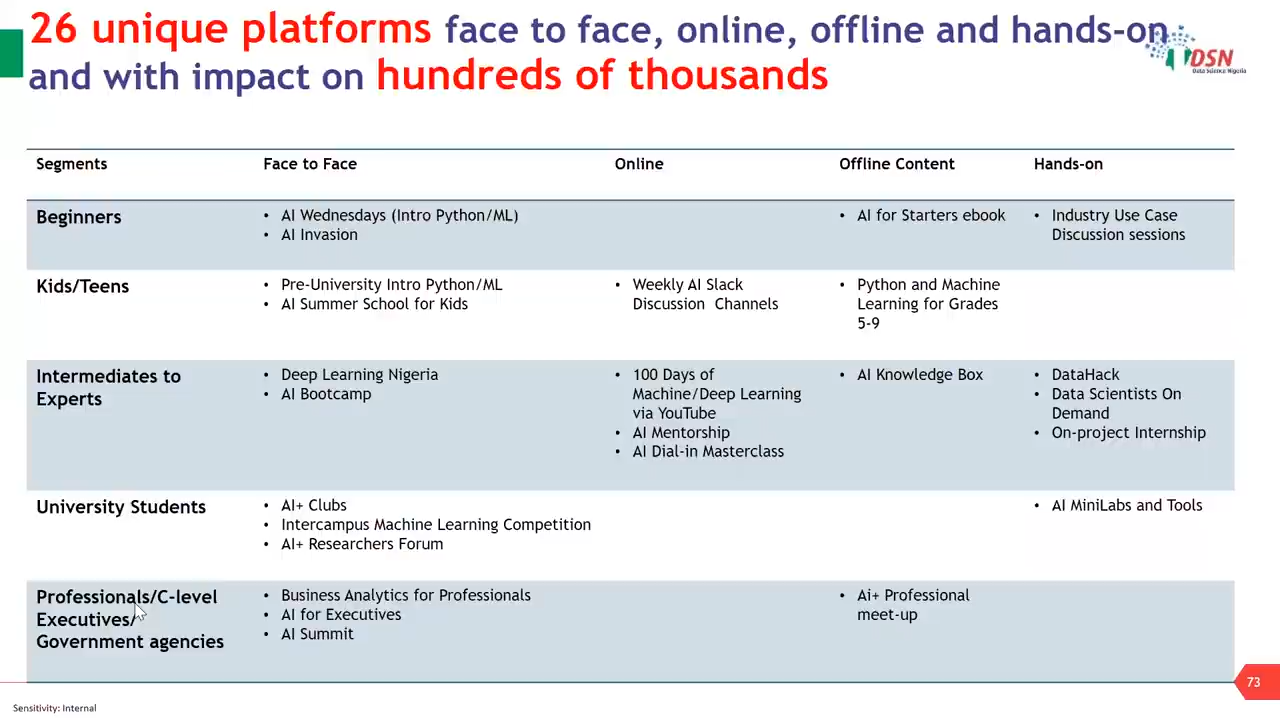 26 unique platforms face to face, online, offline and hands-on
and with impact on hundreds of thousands
DSN
Data Science Nigeria
Segments
Face to Face
Online
Offline Content
Hands-on
Beginners
• AI Wednesdays (Intro Python/ML)
• AI Invasion
• AI for Starters ebook
• Industry Use Case
Discussion sessions
Kids/Teens
• Pre-University Intro Python/ML
• AI Summer School for Kids
• Weekly AI Slack
Discussion Channels
• Python and Machine
Learning for Grades
5-9
Intermediates to
Experts
• Deep Learning Nigeria
• AI Bootcamp
• 100 Days of
Machine/Deep Learning
via YouTube
• AI Mentorship
• AI Dial-in Masterclass
• AI Knowledge Box
• DataHack
• Data Scientists On
Demand
• On-project Internship
University Students
• AI+ Clubs
• Intercampus Machine Learning Competition
• AI+ Researchers Forum
• AI MiniLabs and Tools
Professionals/C-level
Executives/
Government agencies
• Business Analytics for Professionals
• AI for Executives
• AI Summit
• Ai+ Professional
meet-up
73
Sensitivity: Internal